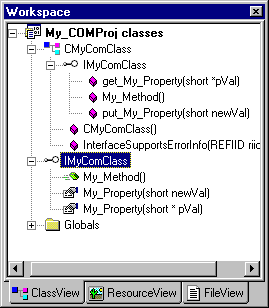 Workspace
My_COMProj classes
CMyComClass
IMyComClass
get_My_Property(short *pVal)
My_Method()
put_My_Property(short newVal)
CMyComClass()
InterfaceSupportsErrorInfo(REFIID riid
IMyComClass
My_Method()
My_Property(short newVal)
My_Property(short * pVal)
Globals
ClassView ResourceView FileView